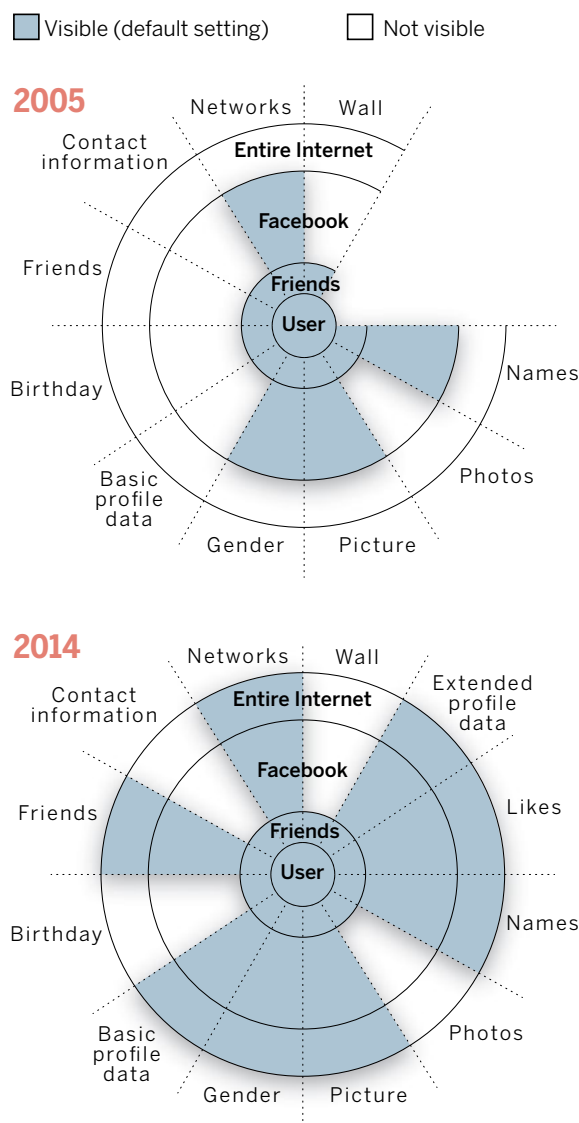 Visible (default setting)
Not visible
2005
Networks
Wall
Contact
information
Entire Internet
Facebook
Friends
Friends
User
Birthday
Names
Basic
profile
data
Photos
Gender
Picture
2014
Networks
Wall
Extended
profile
data
Contact
information
Entire Internet
Facebook
Friends
Likes
Friends
User
Birthday
Names
Basic
profile
data
Photos
Gender
Picture